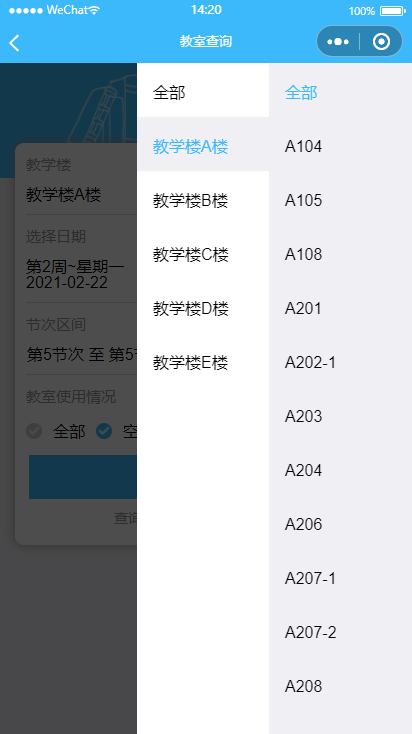 WeChat 14:20 100%
教室查询
教学楼
教学楼A楼
选择日期
第2周~星期一
2021-02-22
节次区间
第5节次 至 第5
教室使用情况
全部 空
查询
全部
教学楼A楼
教学楼B楼
教学楼C楼
教学楼D楼
教学楼E楼
全部
A104
A105
A108
A201
A202-1
A203
A204
A206
A207-1
A207-2
A208